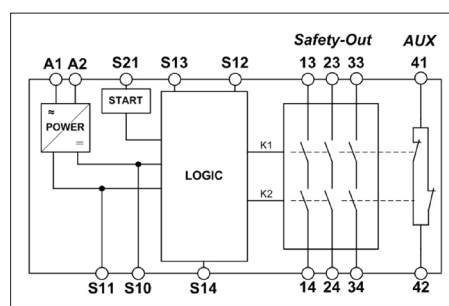 Safety-Out AUX
A1 A2 S21 S13 S12 13 23 33 41
START
≈
POWER
K1
LOGIC
K2
S11 S10 S14 14 24 34 42